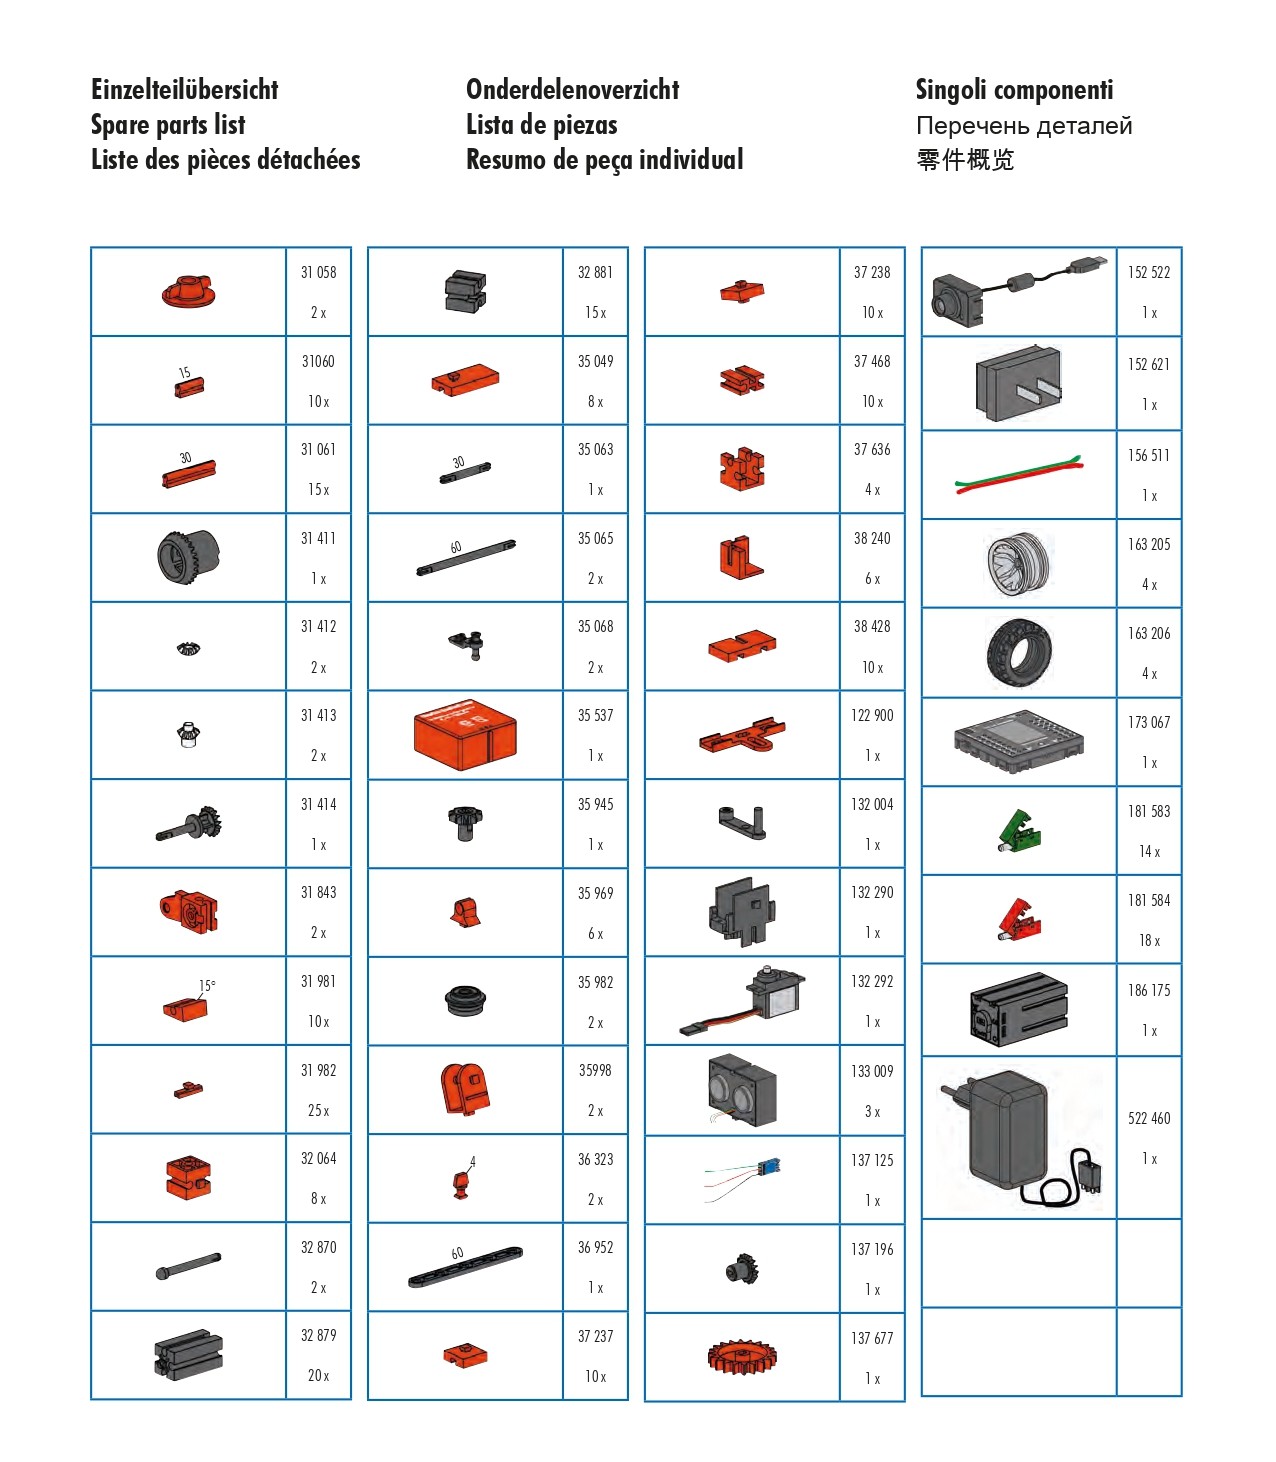 Einzelteilübersicht
Spare parts list
Liste des pièces détachées
Onderdelenoverzicht
Lista de piezas
Resumo de peça individual
Singoli componenti
Перечень деталей
零件概览
31 058
2 x
15
31060
10 x
30
31 061
15 x
31 411
1 x
31 412
2 x
31 413
2 x
31 414
1 x
31 843
2 x
15°
31 981
10 x
31 982
25 x
32 064
8 x
32 870
2 x
32 879
20 x
32 881
15 x
35 049
8 x
30
35 063
1 x
60
35 065
2 x
35 068
2 x
35 537
1 x
35 945
1 x
35 969
6 x
35 982
2 x
35998
2 x
4
36 323
2 x
60
36 952
1 x
37 237
10 x
37 238
10 x
37 468
10 x
37 636
4 x
38 240
6 x
38 428
10 x
122 900
1 x
132 004
1 x
132 290
1 x
132 292
1 x
133 009
3 x
137 125
1 x
137 196
1 x
137 677
1 x
152 522
1 x
152 621
1 x
156 511
1 x
163 205
4 x
163 206
4 x
173 067
1 x
181 583
14 x
181 584
18 x
186 175
1 x
522 460
1 x